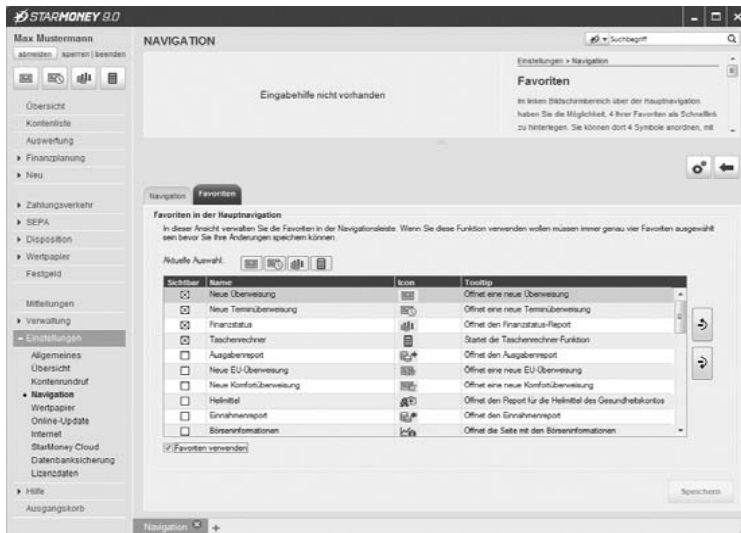 STARMONEY 9.0
Max Mustermann
abmelden sperren | beenden
Übersicht
Kontenliste
Auswertung
Finanzplanung
Neu
Zahlungsverkehr
SEPA
Disposition
Wertpapier
Festgeld
Mitteilungen
Verwaltung
Einstellungen
Allgemeines
Übersicht
Kontenrundruf
Navigation
Wertpapier
Online-Update
Internet
StarMoney Cloud
Datenbanksicherung
Lizenzdaten
Hilfe
Ausgangskorb
NAVIGATION
Suchbegriff
Eingabehilfe nicht vorhanden
Einstellungen > Navigation
Favoriten
Im linken Bildschirmbereich über der Hauptnavigation
haben Sie die Möglichkeit, 4 Ihrer Favoriten als Schnelllink
zu hinterlegen. Sie können dort 4 Symbole anordnen, mit
Navigation Favoriten
Favoriten in der Hauptnavigation
In dieser Ansicht verwalten Sie die Favoriten in der Navigationsleiste. Wenn Sie diese Funktion verwenden wollen müssen immer genau vier Favoriten ausgewählt
sein bevor Sie Ihre Änderungen speichern können.
Aktuelle Auswahl:
Sichtbar Name Icon Tooltip
Neue Überweisung Öffnet eine neue Überweisung
Neue Terminüberweisung Öffnet eine neue Terminüberweisung
Finanzstatus Öffnet den Finanzstatus-Report
Taschenrechner Startet die Taschenrechner-Funktion
Ausgabenreport Öffnet den Ausgabenreport
Neue EU-Überweisung Öffnet eine neue EU-Überweisung
Neue Komfortüberweisung Öffnet eine neue Komfortüberweisung
Heilmittel Öffnet den Report für die Heilmittel des Gesundheitskontos
Einnahmenreport Öffnet den Einnahmenreport
Börseninformationen Öffnet die Seite mit den Börseninformationen
Favoriten verwenden
Speichern
Navigation